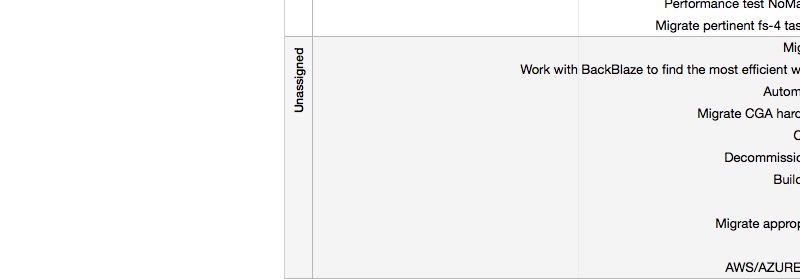 Performance test NoMa
Migrate pertinent fs-4 tas
Unassigned
Mig
Work with BackBlaze to find the most efficient w
Autom
Migrate CGA hard
C
Decommissio
Build
Migrate approp
AWS/AZURE